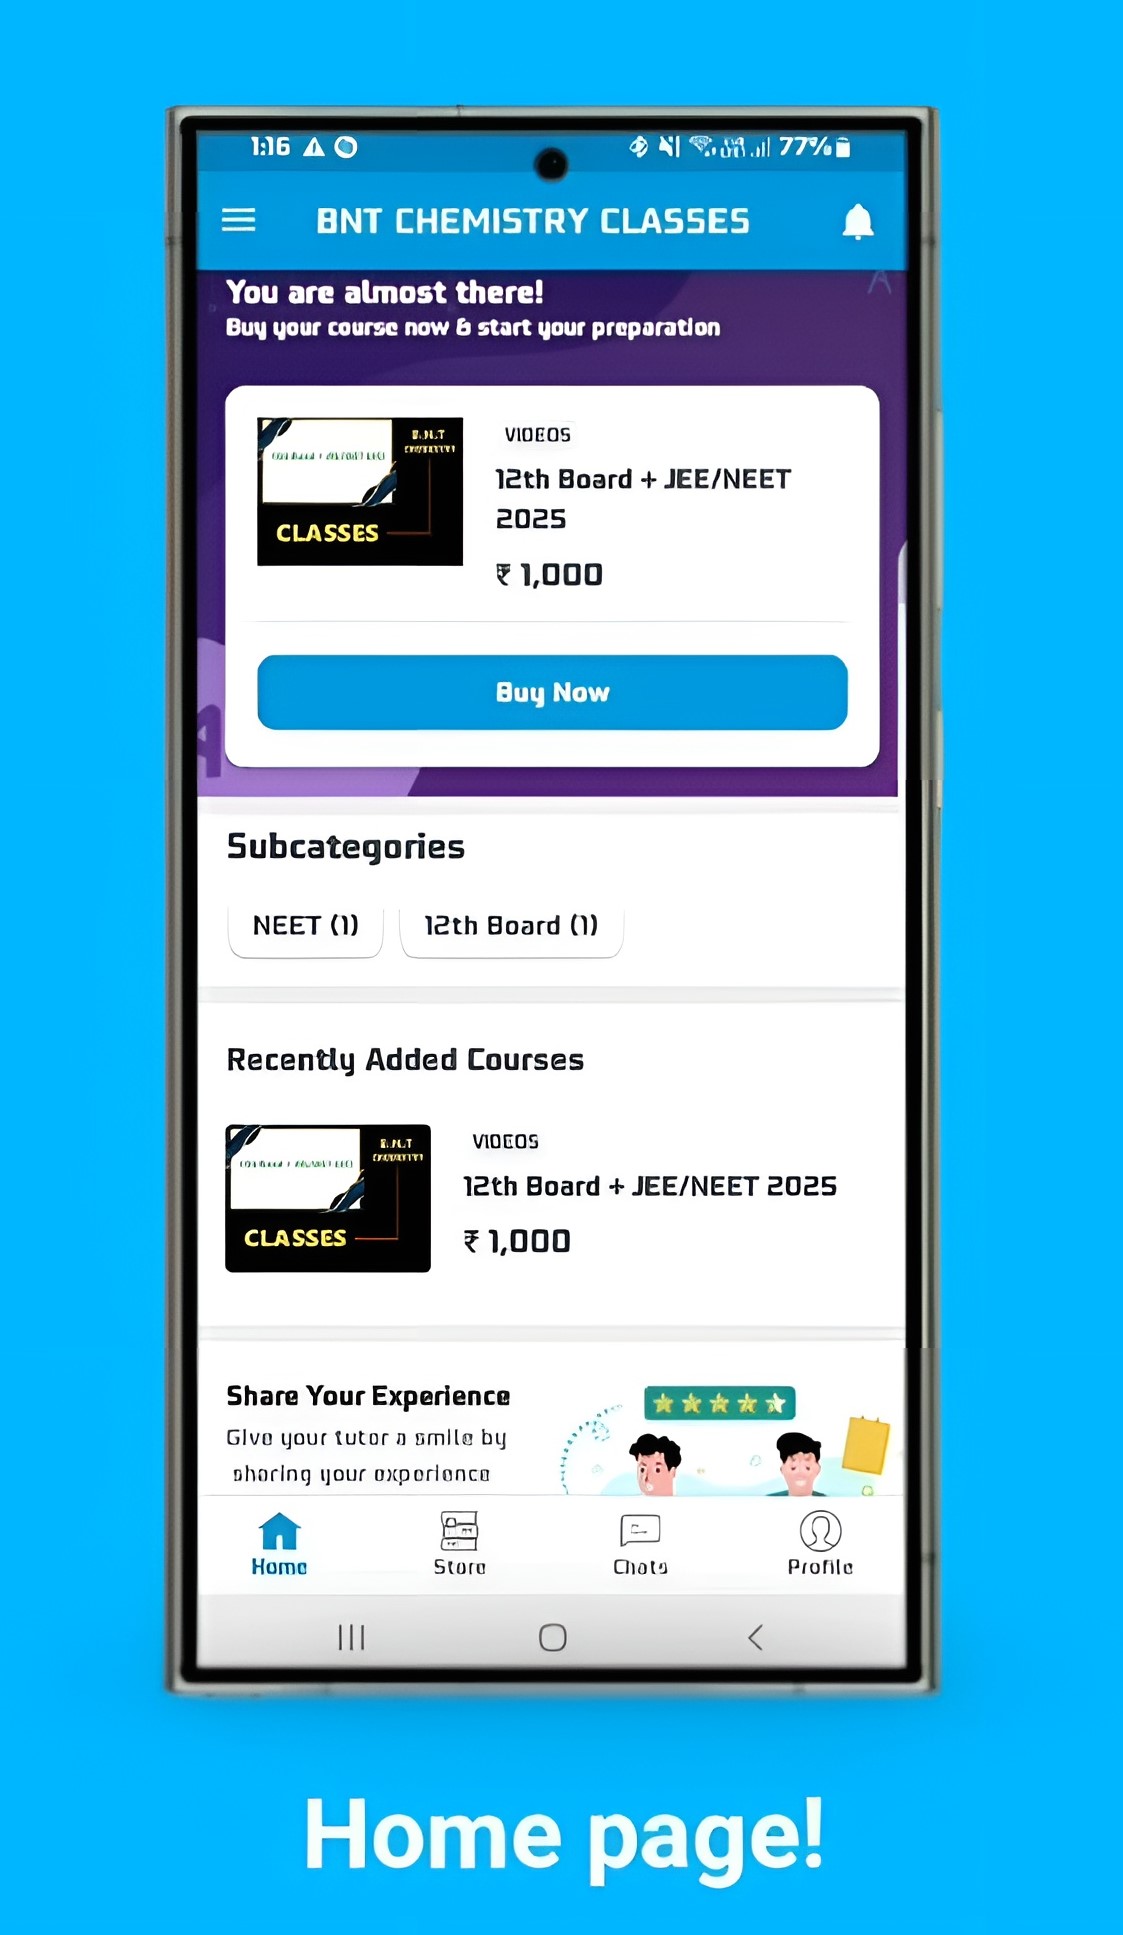 1:16
77%
BNT CHEMISTRY CLASSES
You are almost there!
Buy your course now & start your preparation
B.N.T
CHEMISTRY
CLASSES
VIDEOS
12th Board + JEE/NEET
2025
₹ 1,000
Buy Now
Subcategories
NEET (1)
12th Board (1)
Recently Added Courses
B.N.T
CHEMISTRY
CLASSES
VIDEOS
12th Board + JEE/NEET 2025
₹ 1,000
Share Your Experience
Give your tutor a smile by
sharing your experience
Home
Store
Chats
Profile
Home page!